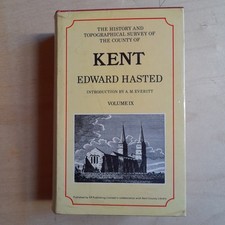 THE HISTORY AND
TOPOGRAPHICAL SURVEY OF
THE COUNTY OF
KENT
EDWARD HASTED
INTRODUCTION BY A. M. EVERITT
VOLUME IX